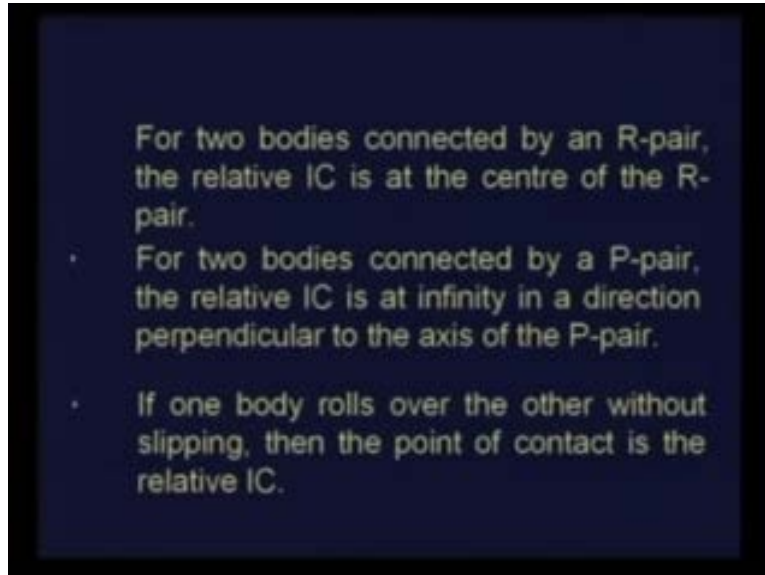 For two bodies connected by an R-pair,
the relative IC is at the centre of the R-
pair.
· For two bodies connected by a P-pair,
the relative IC is at infinity in a direction
perpendicular to the axis of the P-pair.
· If one body rolls over the other without
slipping, then the point of contact is the
relative IC.